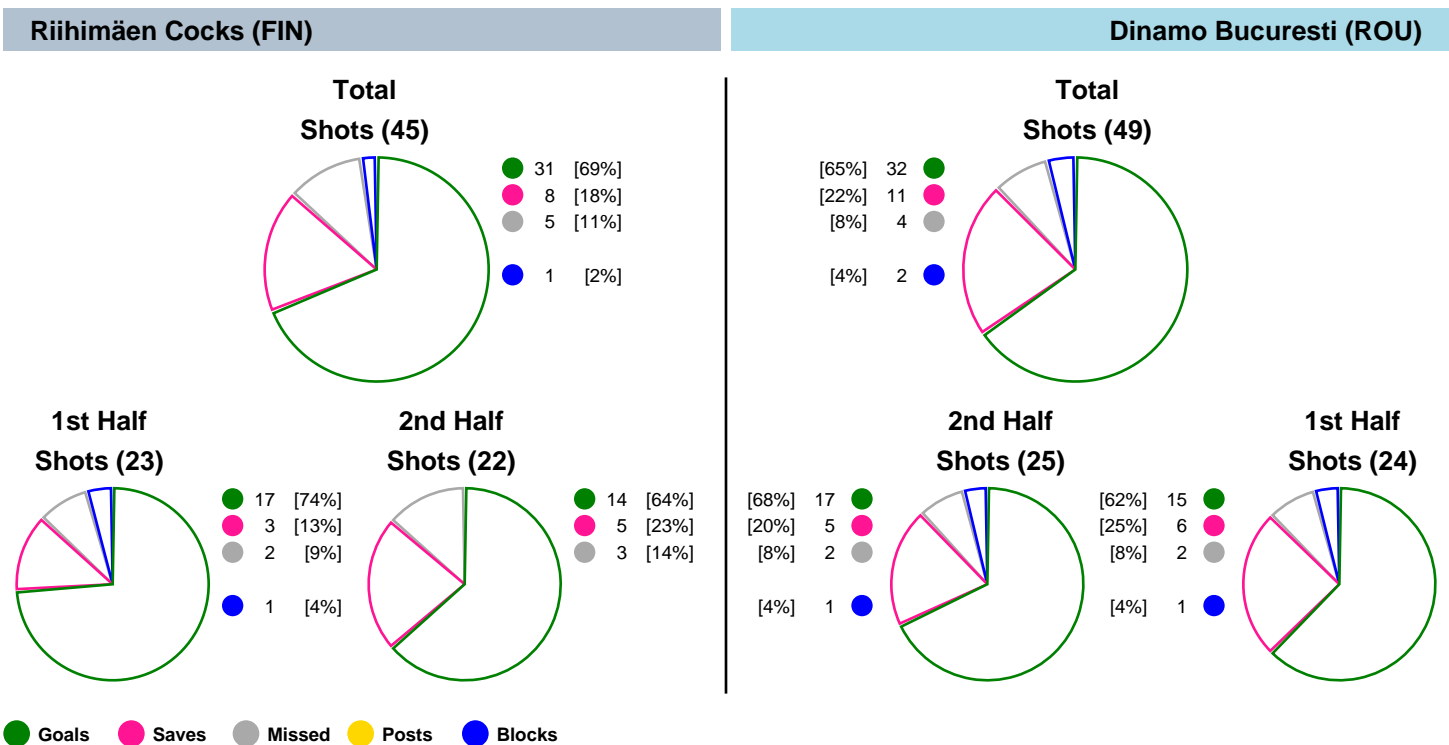 Riihimäen Cocks (FIN)
Dinamo Bucuresti (ROU)
Total
Shots (45)
31 [69%]
8 [18%]
5 [11%]
1 [2%]
Total
Shots (49)
[65%] 32
[22%] 11
[8%] 4
[4%] 2
1st Half
Shots (23)
17 [74%]
3 [13%]
2 [9%]
1 [4%]
2nd Half
Shots (22)
14 [64%]
5 [23%]
3 [14%]
2nd Half
Shots (25)
[68%] 17
[20%] 5
[8%] 2
[4%] 1
1st Half
Shots (24)
[62%] 15
[25%] 6
[8%] 2
[4%] 1
Goals Saves Missed Posts Blocks